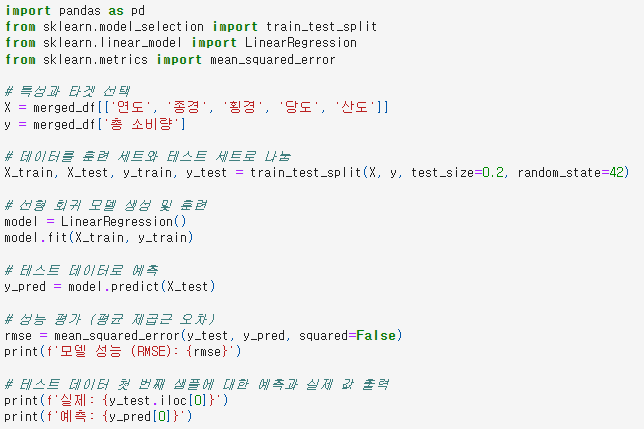 import pandas as pd
from sklearn.model_selection import train_test_split
from sklearn.linear_model import LinearRegression
from sklearn.metrics import mean_squared_error
# 특성과 타겟 선택
X = merged_df[['연도', '종경', '횡경', '당도', '산도']]
y = merged_df['총 소비량']
# 데이터를 훈련 세트와 테스트 세트로 나눔
X_train, X_test, y_train, y_test = train_test_split(X, y, test_size=0.2, random_state=42)
# 선형 회귀 모델 생성 및 훈련
model = LinearRegression()
model.fit(X_train, y_train)
# 테스트 데이터로 예측
y_pred = model.predict(X_test)
# 성능 평가 (평균 제곱근 오차)
rmse = mean_squared_error(y_test, y_pred, squared=False)
print(f'모델 성능 (RMSE): {rmse}')
# 테스트 데이터 첫 번째 샘플에 대한 예측과 실제 값 출력
print(f'실제: {y_test.iloc[0]}')
print(f'예측: {y_pred[0]}')